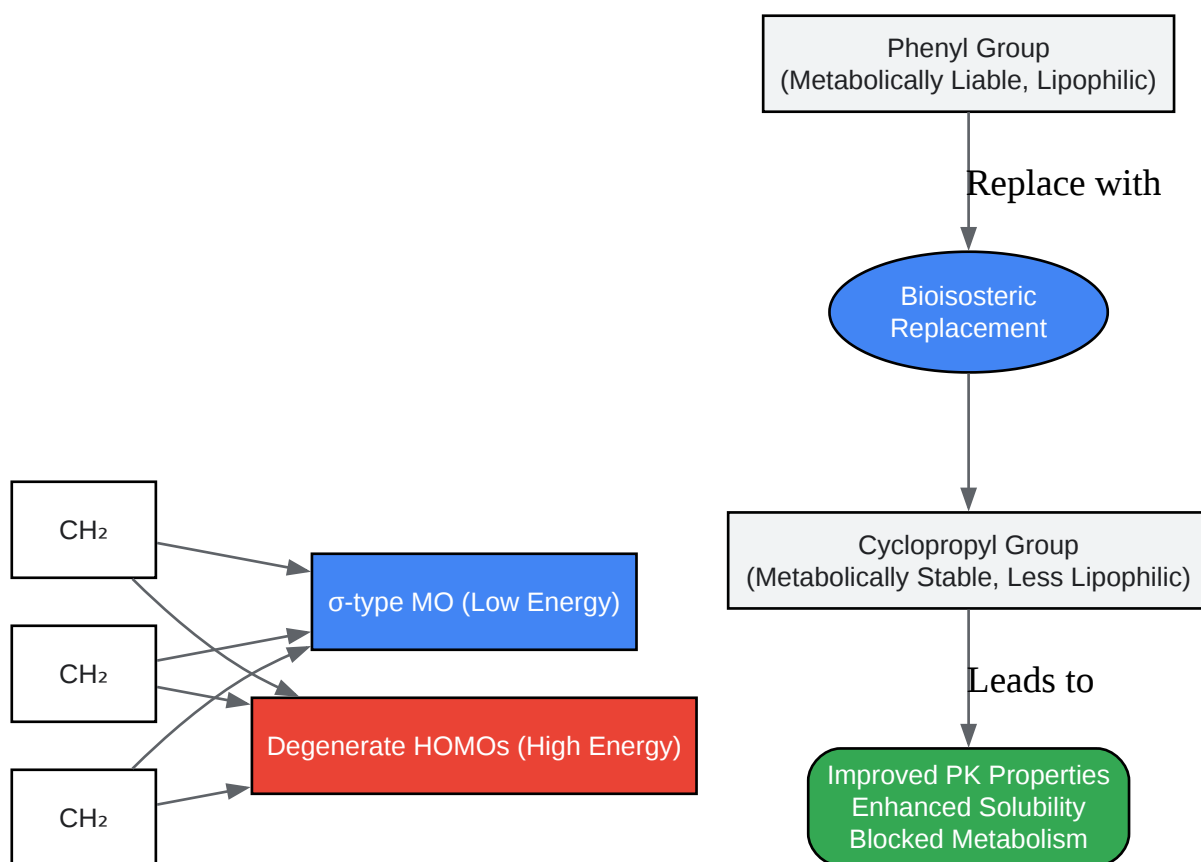 Phenyl Group
(Metabolically Liable, Lipophilic)
Replace with
Bioisosteric
Replacement
Cyclopropyl Group
(Metabolically Stable, Less Lipophilic)
Leads to
Improved PK Properties
Enhanced Solubility
Blocked Metabolism
CH₂
CH₂
CH₂
σ-type MO (Low Energy)
Degenerate HOMOs (High Energy)